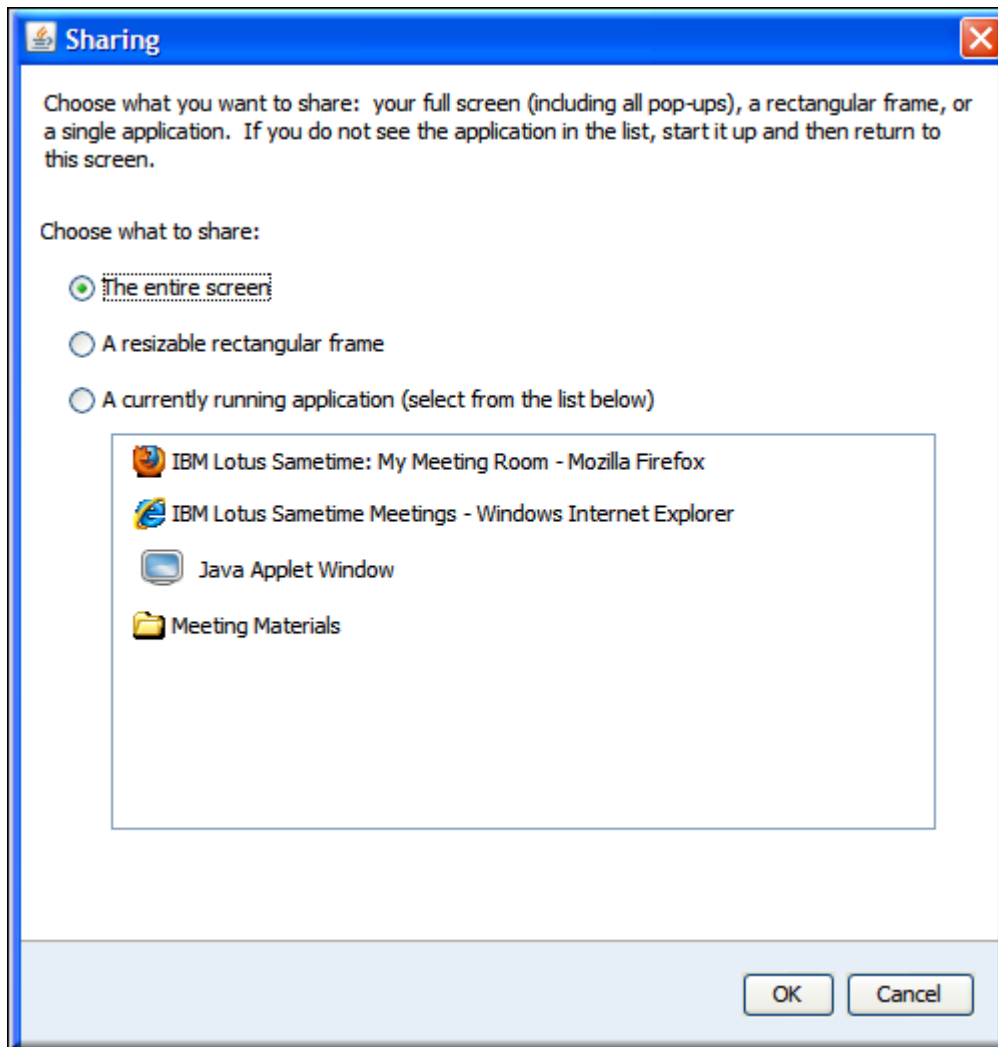 Sharing
Choose what you want to share:  your full screen (including all pop-ups), a rectangular frame, or
a single application.  If you do not see the application in the list, start it up and then return to
this screen.
Choose what to share:
The entire screen
A resizable rectangular frame
A currently running application (select from the list below)
IBM Lotus Sametime: My Meeting Room - Mozilla Firefox
IBM Lotus Sametime Meetings - Windows Internet Explorer
Java Applet Window
Meeting Materials
OK
Cancel